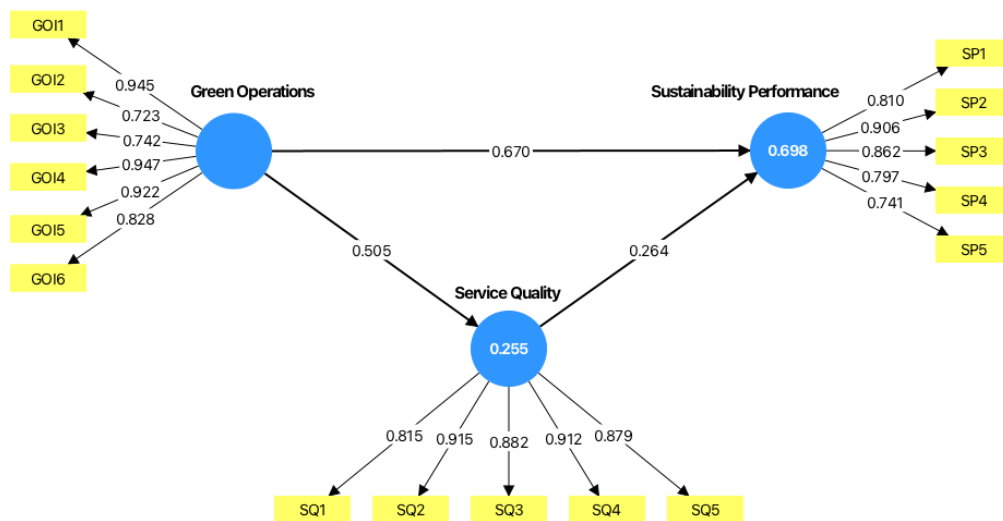 GOI1
GOI2
GOI3
GOI4
GOI5
GOI6
0.945
0.723
0.742
0.947
0.922
0.828
Green Operations
0.670
0.505
Sustainability Performance
0.698
0.810
0.906
0.862
0.797
0.741
SP1
SP2
SP3
SP4
SP5
0.264
Service Quality
0.255
0.815
0.915
0.882
0.912
0.879
SQ1
SQ2
SQ3
SQ4
SQ5